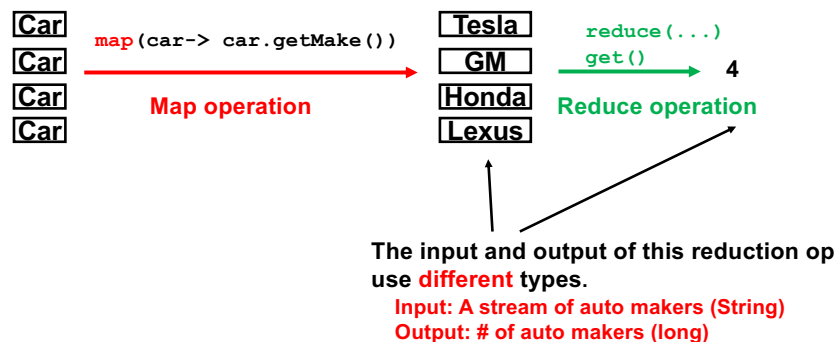 Car
Car
Car
Car
map(car-> car.getMake())
Map operation
Tesla
GM
Honda
Lexus
reduce(...)
get()
Reduce operation
4
The input and output of this reduction op
use different types.
Input: A stream of auto makers (String)
Output: # of auto makers (long)